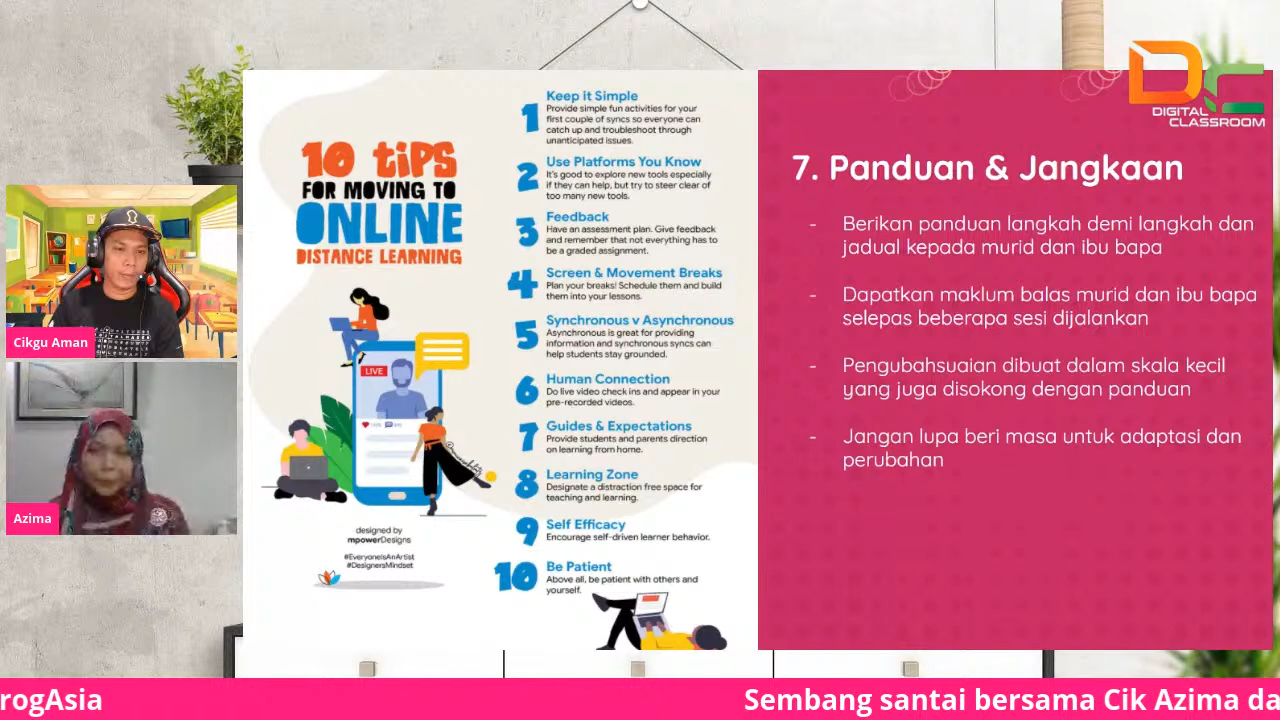 DIGITAL
CLASSROOM
Cikgu Aman
Azima
10 tips
FOR MOVING TO
ONLINE
DISTANCE LEARNING
LIVE
designed by
mpowerDesigns
#EveryoneIsAnArtist
#DesignersMindset
1 Keep it Simple
Provide simple fun activities for your
first couple of syncs so everyone can
catch up and troubleshoot through
unanticipated issues.
2 Use Platforms You Know
It's good to explore new tools especially
if they can help, but try to steer clear of
too many new tools.
3 Feedback
Have an assessment plan. Give feedback
and remember that not everything has to
be a graded assignment.
4 Screen & Movement Breaks
Plan your breaks! Schedule them and build
them into your lessons.
5 Synchronous v Asynchronous
Asynchronous is great for providing
information and synchronous syncs can
help students stay grounded.
6 Human Connection
Do live video check ins and appear in your
pre-recorded videos.
7 Guides & Expectations
Provide students and parents direction
on learning from home.
8 Learning Zone
Designate a distraction free space for
teaching and learning.
9 Self Efficacy
Encourage self-driven learner behavior.
10 Be Patient
Above all, be patient with others and
yourself.
7. Panduan & Jangkaan
- Berikan panduan langkah demi langkah dan
jadual kepada murid dan ibu bapa
- Dapatkan maklum balas murid dan ibu bapa
selepas beberapa sesi dijalankan
- Pengubahsuaian dibuat dalam skala kecil
yang juga disokong dengan panduan
- Jangan lupa beri masa untuk adaptasi dan
perubahan
rogAsia
Sembang santai bersama Cik Azima da